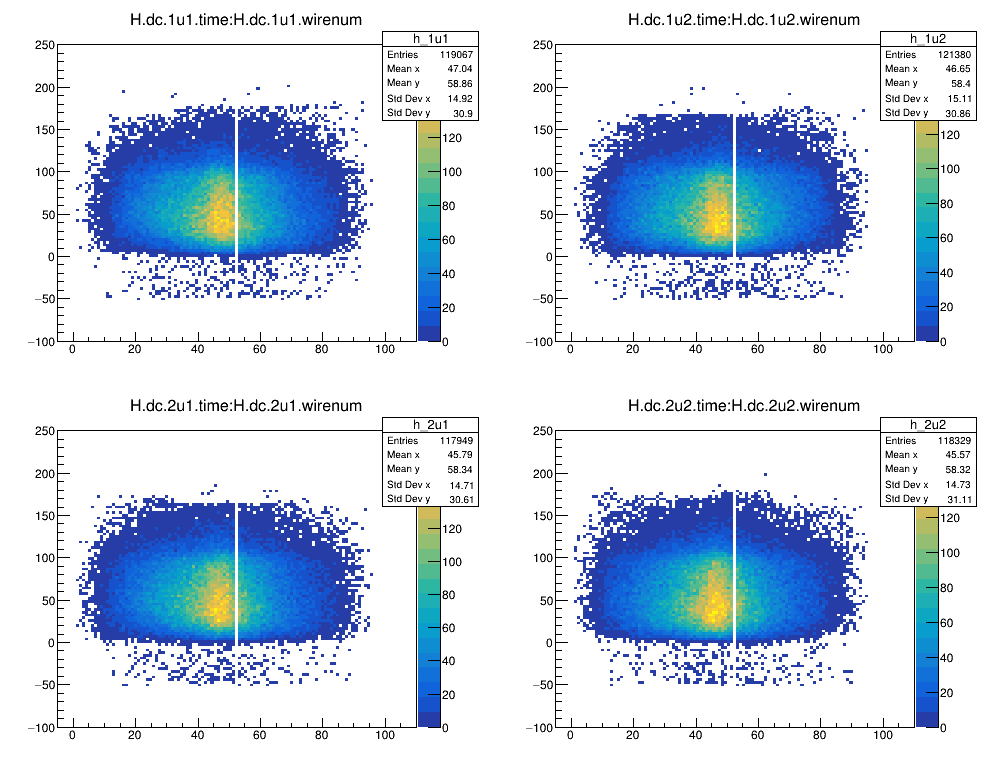 H.dc.1u1.time:H.dc.1u1.wirenum
h_1u1
Entries 119067
Mean x 47.04
Mean y 58.86
Std Dev x 14.92
Std Dev y 30.9
250
200
150
100
50
0
−50
−100
0 20 40 60 80 100
120
100
80
60
40
20
0
H.dc.1u2.time:H.dc.1u2.wirenum
h_1u2
Entries 121380
Mean x 46.65
Mean y 58.4
Std Dev x 15.11
Std Dev y 30.86
250
200
150
100
50
0
−50
−100
0 20 40 60 80 100
120
100
80
60
40
20
0
H.dc.2u1.time:H.dc.2u1.wirenum
h_2u1
Entries 117949
Mean x 45.79
Mean y 58.34
Std Dev x 14.71
Std Dev y 30.61
250
200
150
100
50
0
−50
−100
0 20 40 60 80 100
120
100
80
60
40
20
0
H.dc.2u2.time:H.dc.2u2.wirenum
h_2u2
Entries 118329
Mean x 45.57
Mean y 58.32
Std Dev x 14.73
Std Dev y 31.11
250
200
150
100
50
0
−50
−100
0 20 40 60 80 100
120
100
80
60
40
20
0